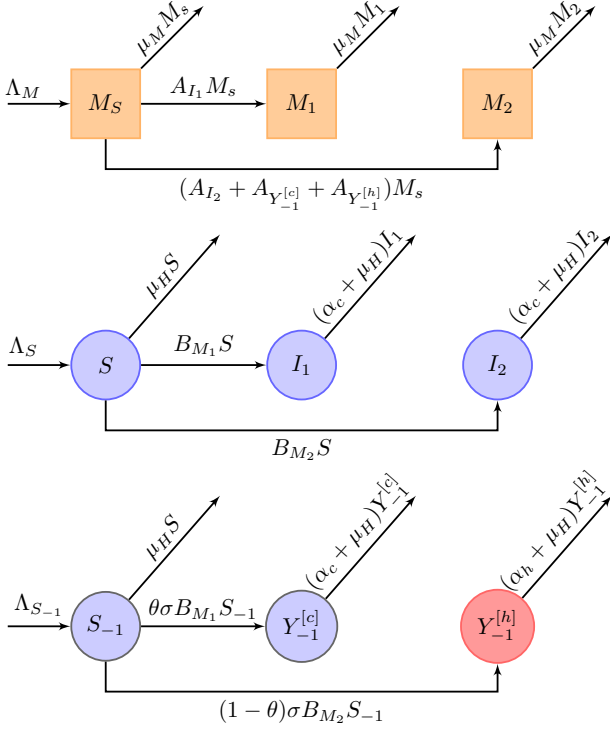 μ_M M_s
μ_M M_1
μ_M M_2
Λ_M
M_S
A_{I_1} M_s
M_1
M_2
(A_{I_2} + A_{Y_{-1}^{[c]}} + A_{Y_{-1}^{[h]}})M_s
μ_H S
(α_c + μ_H)I_1
(α_c + μ_H)I_2
Λ_S
S
B_{M_1} S
I_1
I_2
B_{M_2} S
μ_H S
(α_c + μ_H)Y_{-1}^{[c]}
(α_h + μ_H)Y_{-1}^{[h]}
Λ_{S_{-1}}
S_{-1}
θσB_{M_1} S_{-1}
Y_{-1}^{[c]}
Y_{-1}^{[h]}
(1 − θ)σB_{M_2} S_{-1}